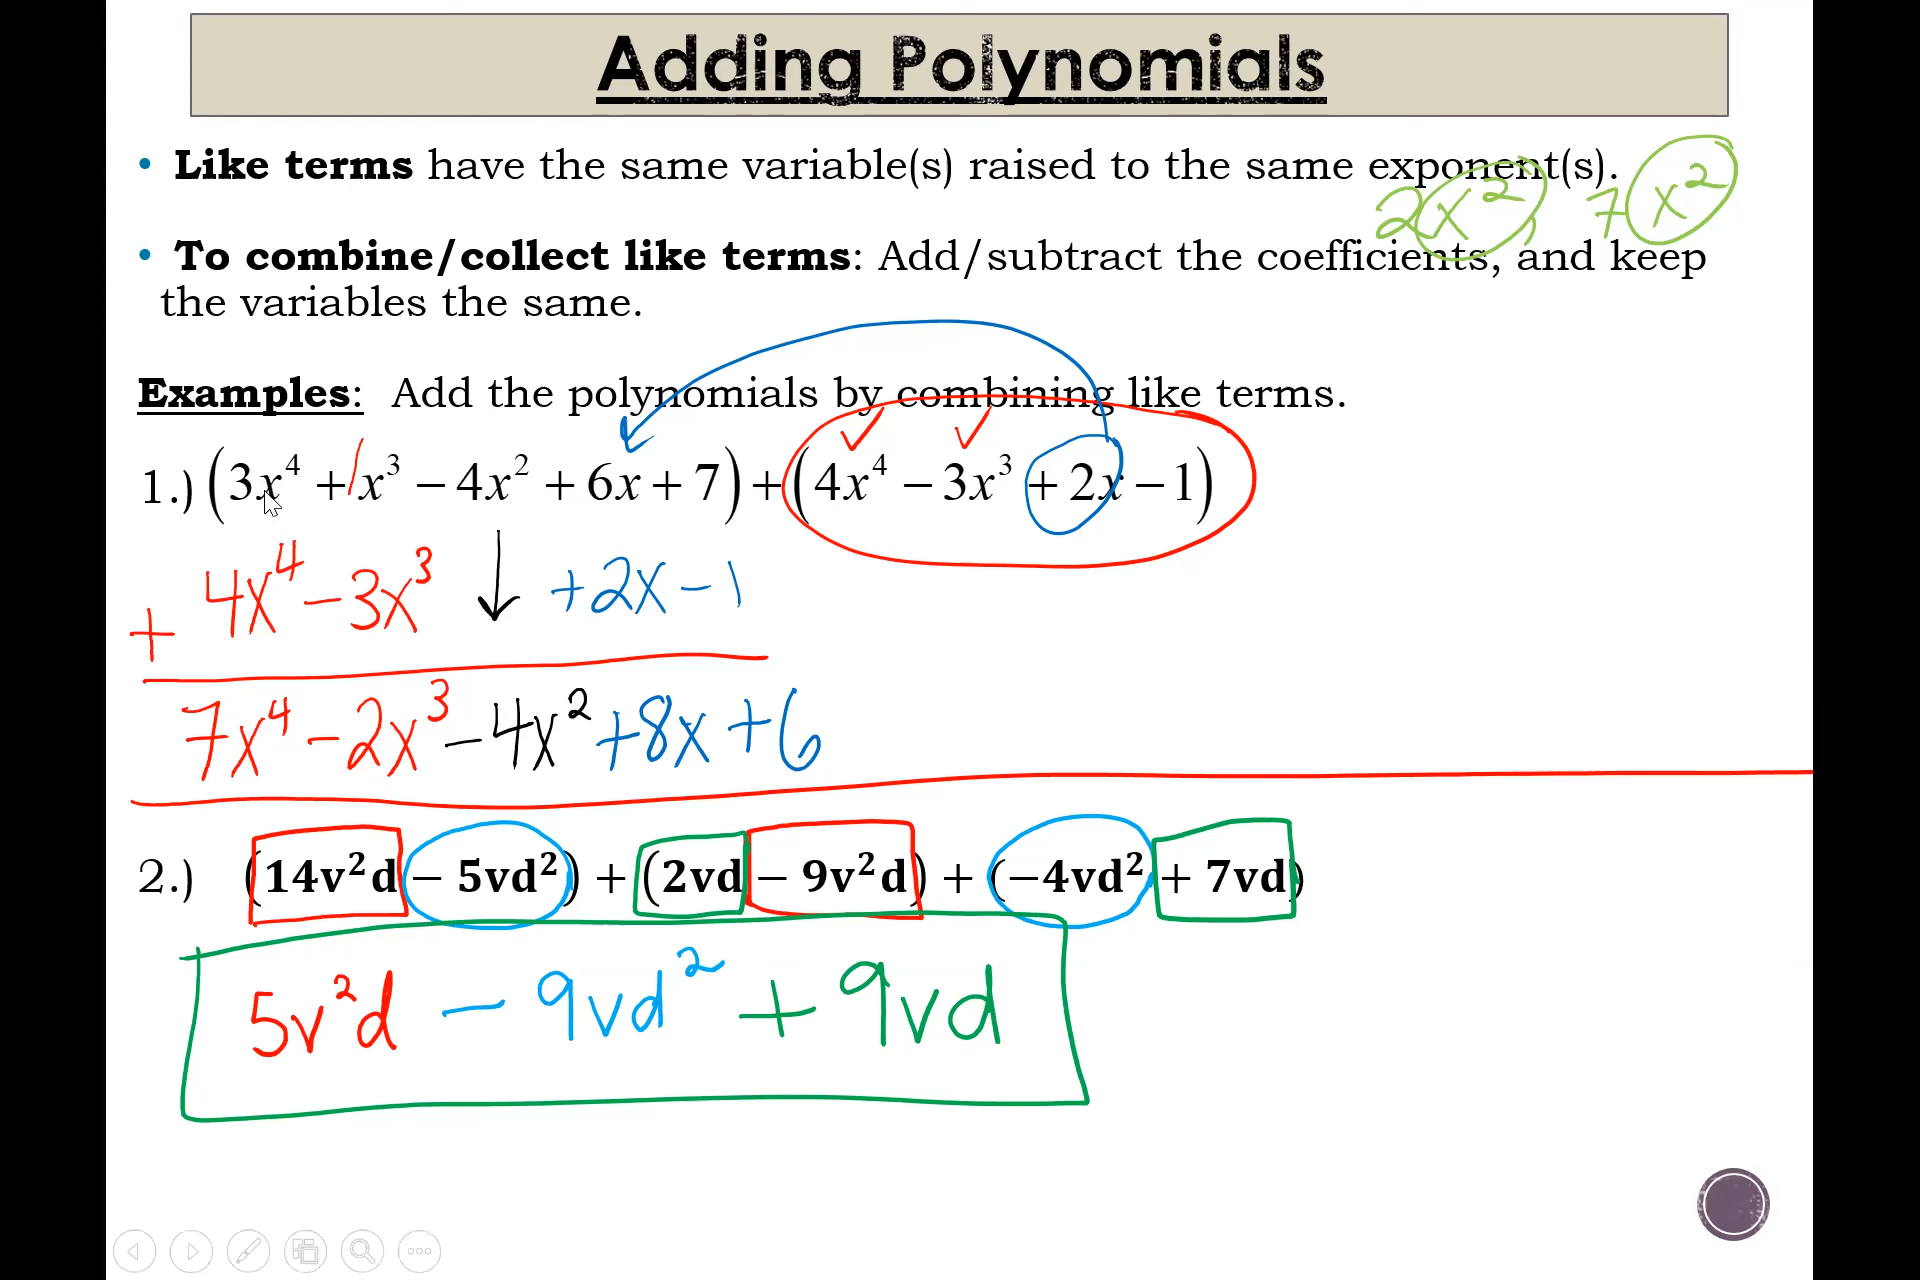 Adding Polynomials
• Like terms have the same variable(s) raised to the same exponent(s).
2x², 7x²
• To combine/collect like terms: Add/subtract the coefficients, and keep
the variables the same.
Examples: Add the polynomials by combining like terms.
1.) (3x⁴ + 1x³ − 4x² + 6x + 7) + (4x⁴ − 3x³ + 2x − 1)
+ 4x⁴ − 3x³ + 2x − 1
7x⁴ − 2x³ − 4x² + 8x + 6
2.) (14v²d − 5vd²) + (2vd − 9v²d) + (−4vd² + 7vd)
5v²d − 9vd² + 9vd